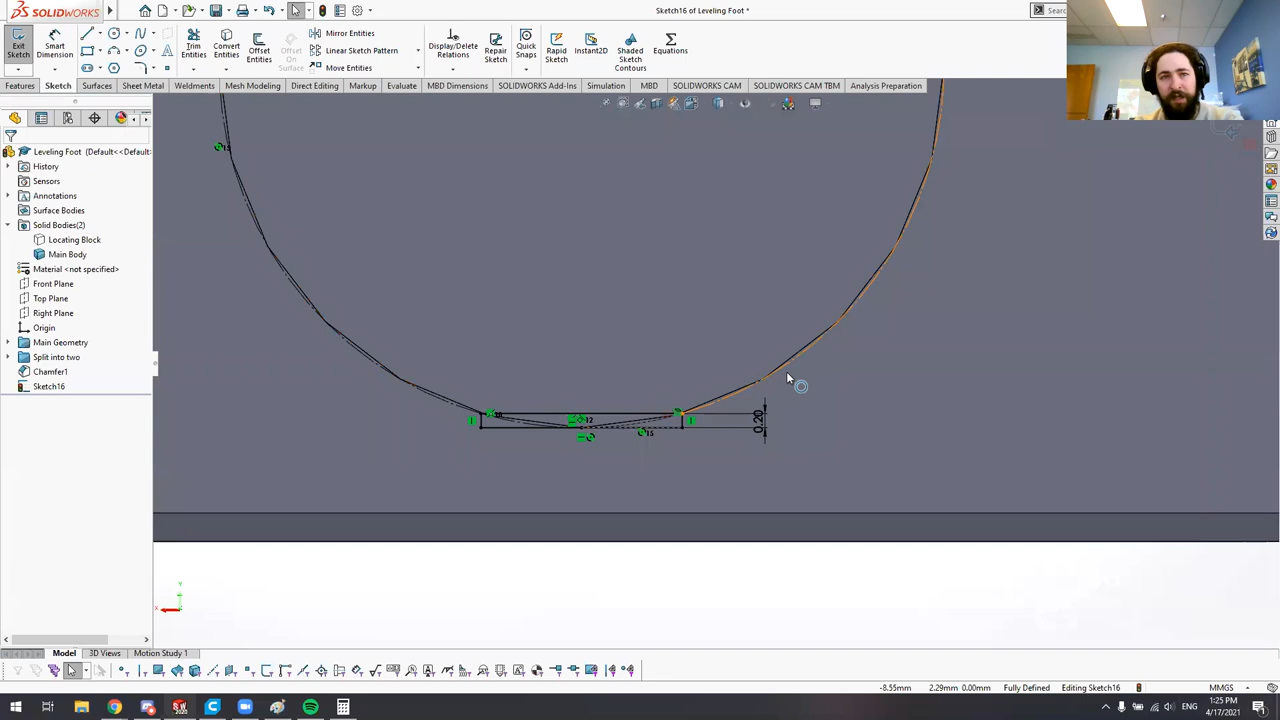 SOLIDWORKS
Sketch16 of Leveling Foot *
Sear
Exit Sketch
Smart Dimension
Trim Entities
Convert Entities
Offset Entities
Offset On Surface
Mirror Entities
Linear Sketch Pattern
Move Entities
Display/Delete Relations
Repair Sketch
Quick Snaps
Rapid Sketch
Instant2D
Shaded Sketch Contours
Equations
Features
Sketch
Surfaces
Sheet Metal
Weldments
Mesh Modeling
Direct Editing
Markup
Evaluate
MBD Dimensions
SOLIDWORKS Add-Ins
Simulation
MBD
SOLIDWORKS CAM
SOLIDWORKS CAM TBM
Analysis Preparation
Leveling Foot (Default<<Default>
History
Sensors
Annotations
Surface Bodies
Solid Bodies(2)
Locating Block
Main Body
Material <not specified>
Front Plane
Top Plane
Right Plane
Origin
Main Geometry
Split into two
Chamfer1
Sketch16
12
15
0.20
Y
X
Model
3D Views
Motion Study 1
-8.55mm
2.29mm 0.00mm
Fully Defined
Editing Sketch16
MMGS
ENG
1:25 PM
4/17/2021